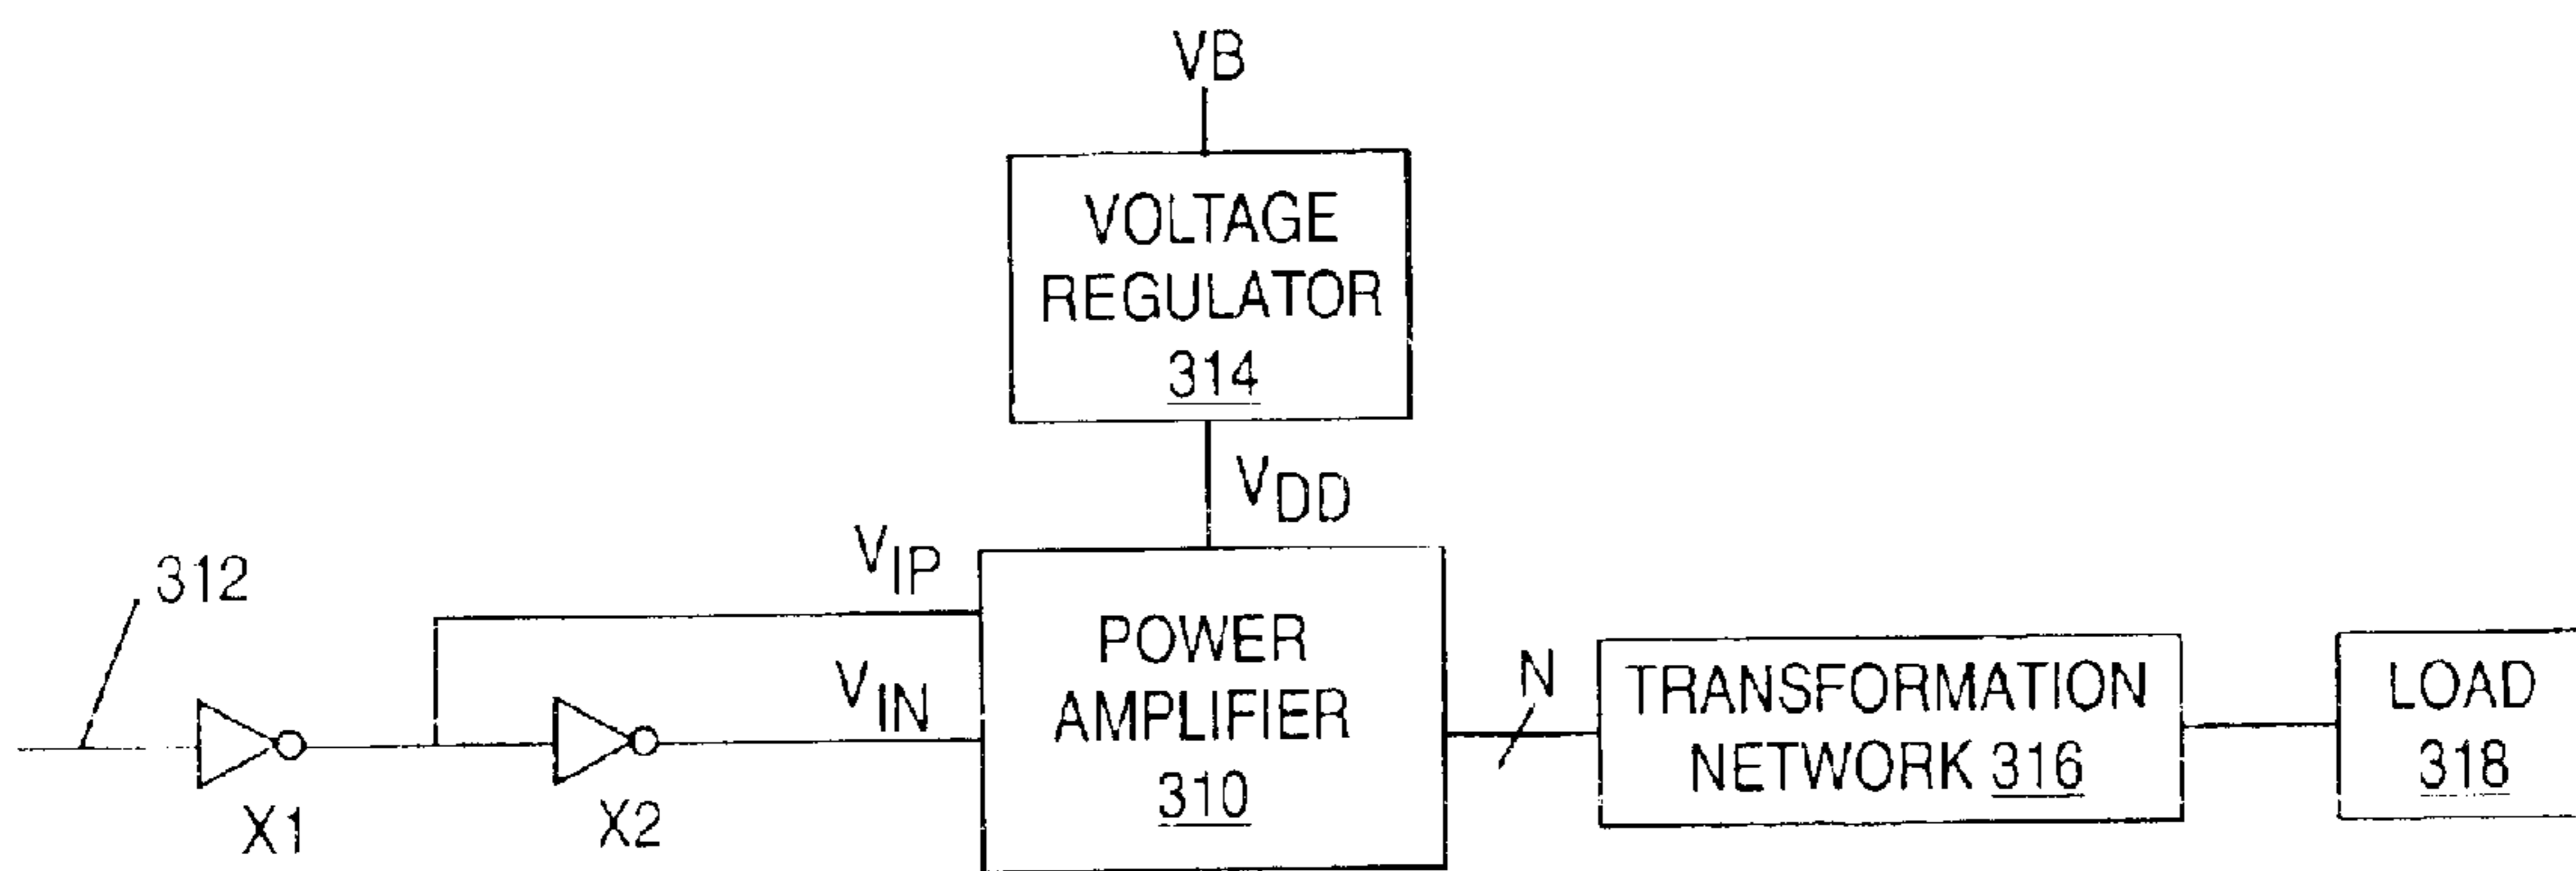 VB
VOLTAGE
REGULATOR
314
VDD
312
VIP
VIN
X1
X2
POWER
AMPLIFIER
310
N
TRANSFORMATION
NETWORK 316
LOAD
318